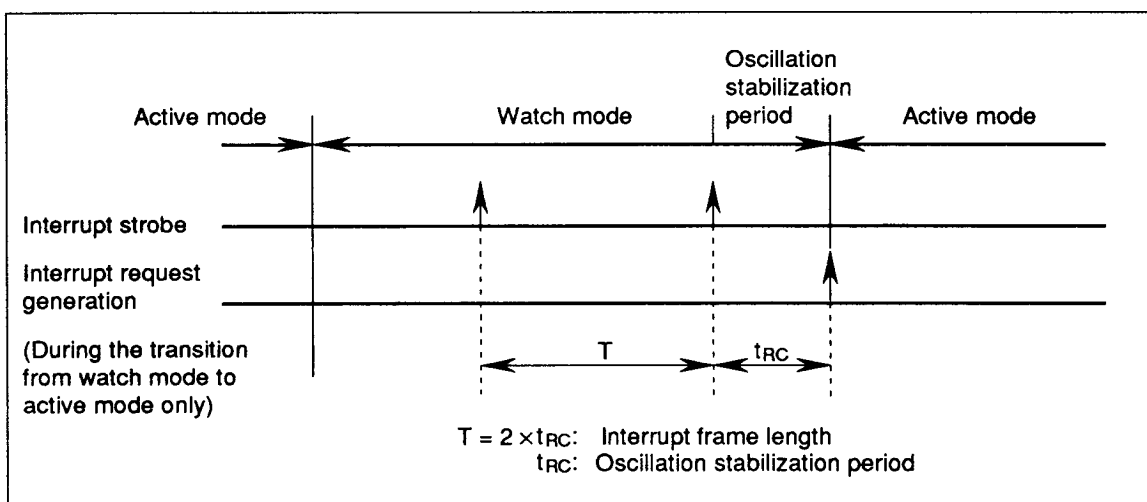 Oscillation
stabilization
period
Active mode
Watch mode
Active mode
Interrupt strobe
Interrupt request
generation
(During the transition
from watch mode to
active mode only)
T
tRC
T = 2 × tRC: Interrupt frame length
tRC: Oscillation stabilization period